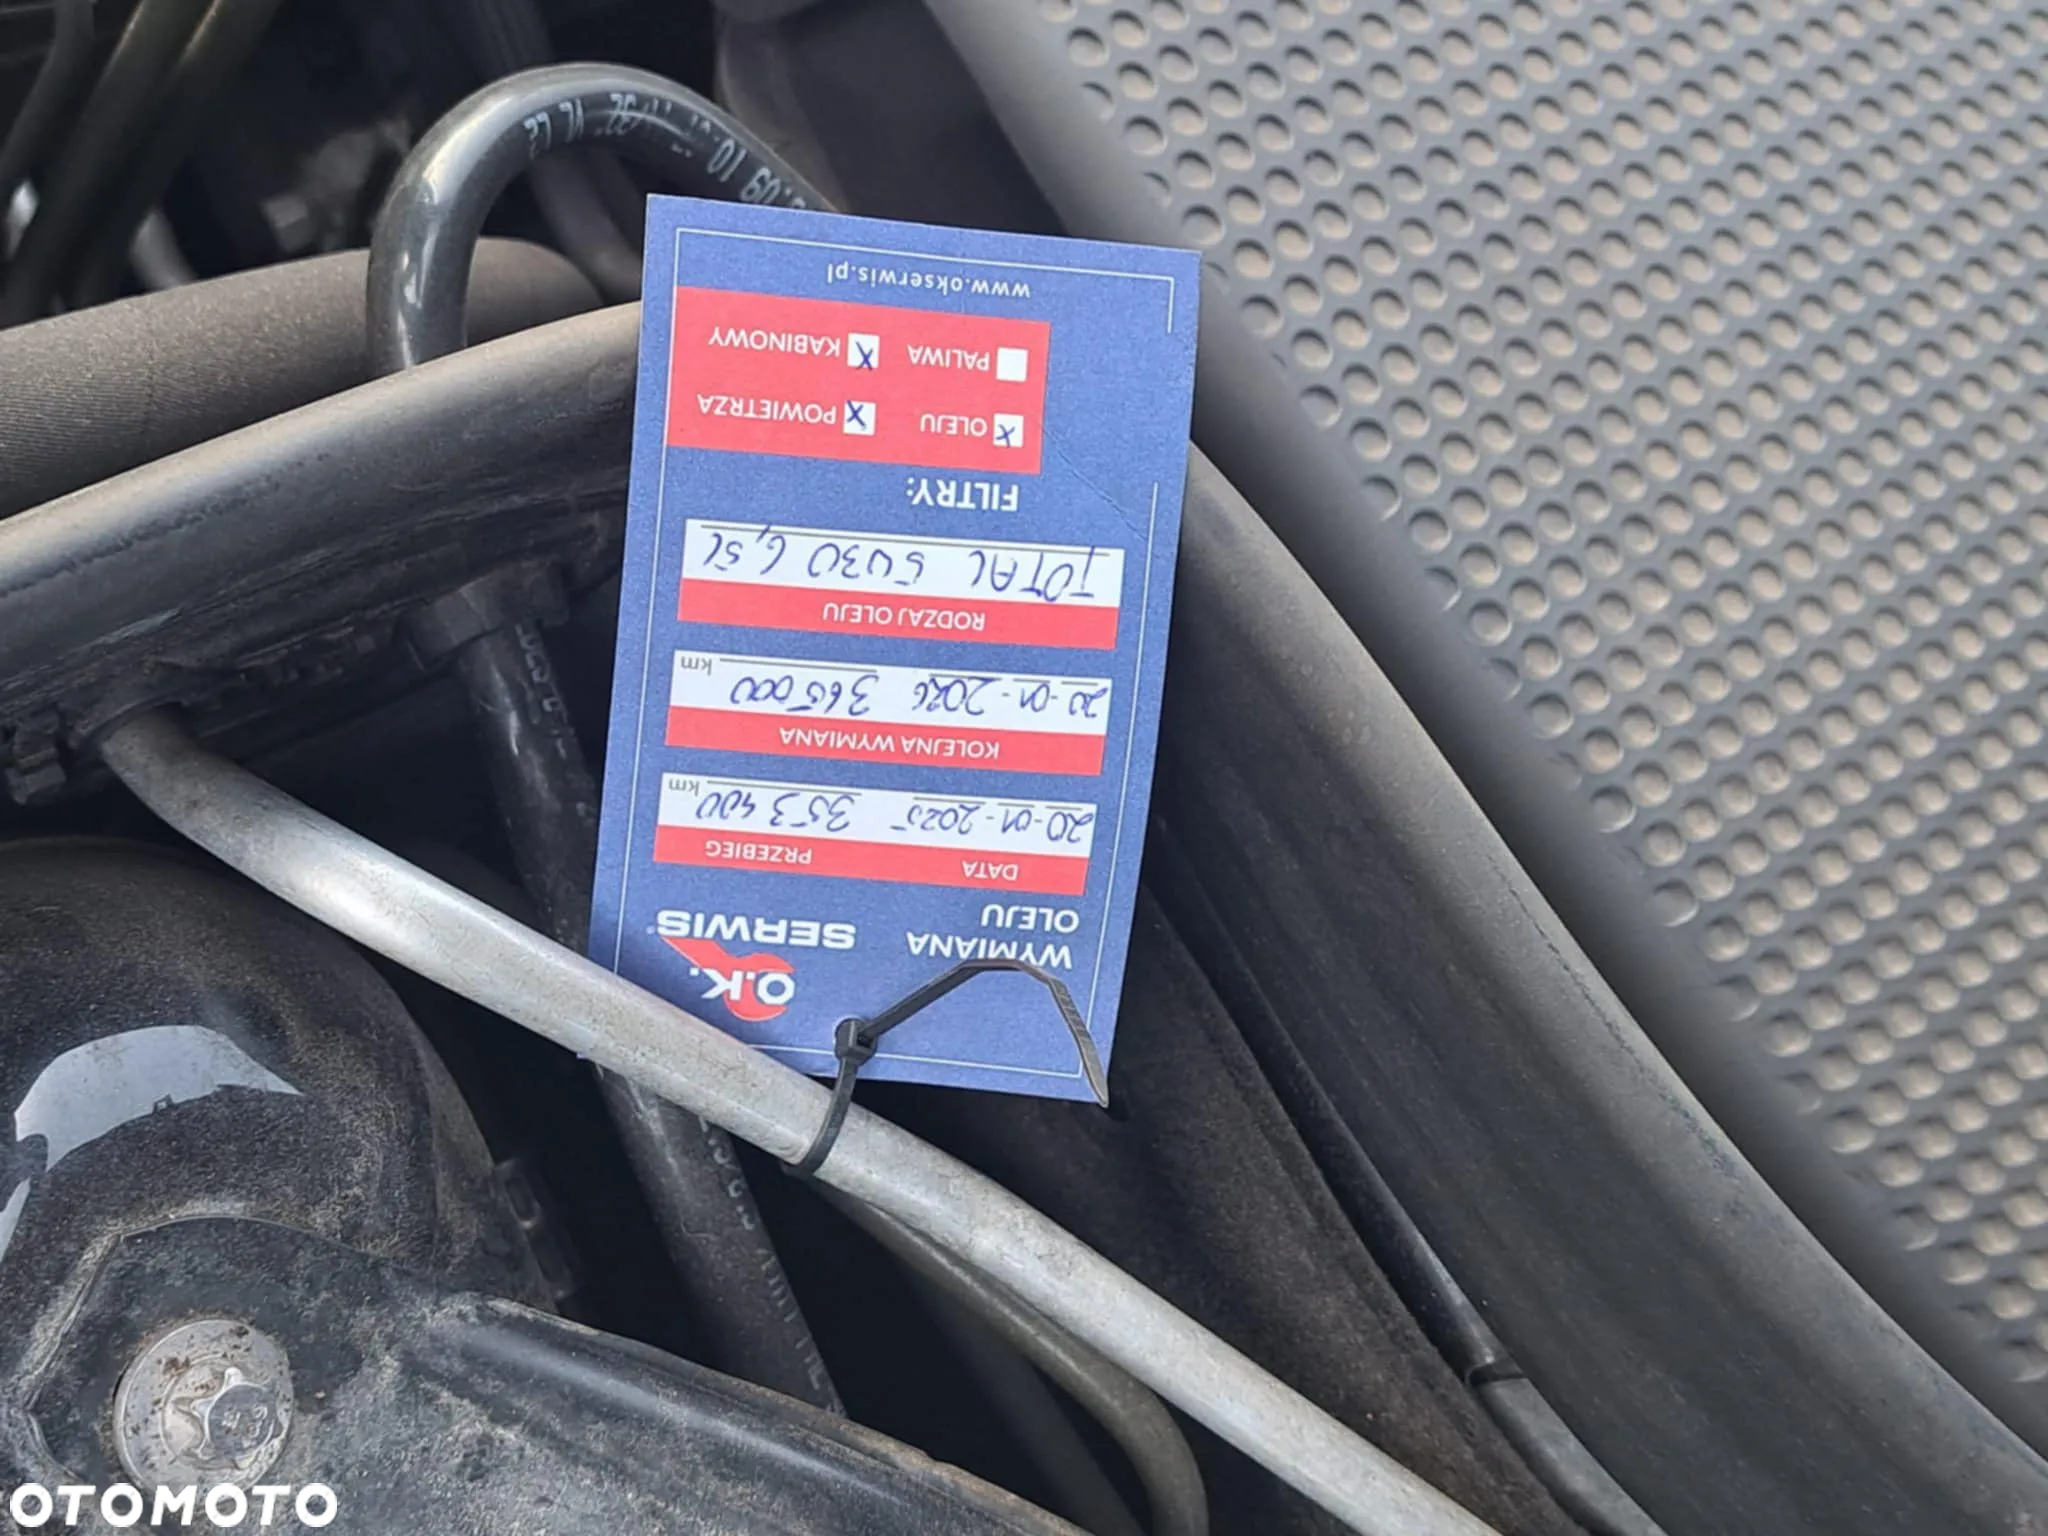 O.K.
SERWIS
WYMIANA
OLEJU
DATA PRZEBIEG
20-01-2025 353 400 km
KOLEJNA WYMIANA
20-01-2026 365 000 km
RODZAJ OLEJU
TOTAL 5W30 6,5L
FILTRY:
x OLEJU x POWIETRZA
PALIWA x KABINOWY
www.okserwis.pl
OTOMOTO